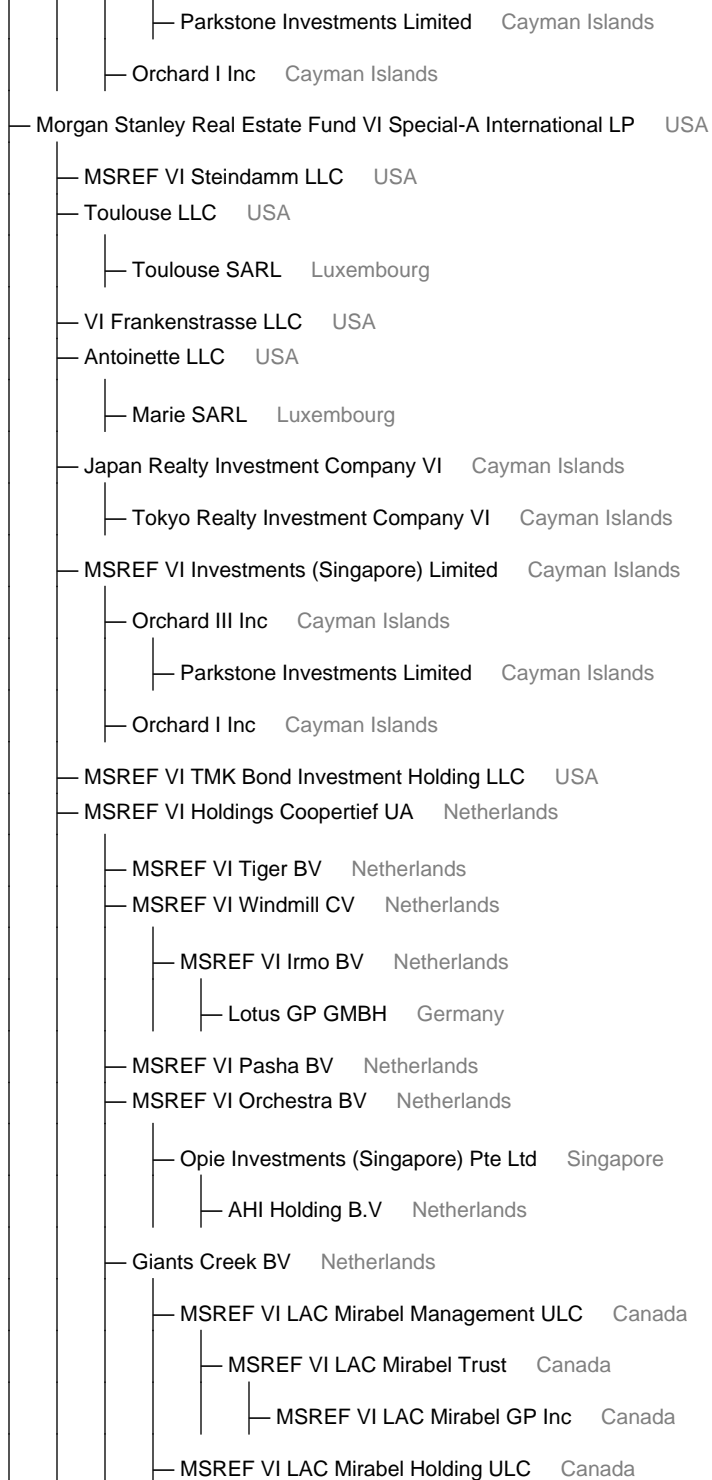 Parkstone Investments Limited Cayman Islands
Orchard I Inc Cayman Islands
Morgan Stanley Real Estate Fund VI Special-A International LP USA
MSREF VI Steindamm LLC USA
Toulouse LLC USA
Toulouse SARL Luxembourg
VI Frankenstrasse LLC USA
Antoinette LLC USA
Marie SARL Luxembourg
Japan Realty Investment Company VI Cayman Islands
Tokyo Realty Investment Company VI Cayman Islands
MSREF VI Investments (Singapore) Limited Cayman Islands
Orchard III Inc Cayman Islands
Parkstone Investments Limited Cayman Islands
Orchard I Inc Cayman Islands
MSREF VI TMK Bond Investment Holding LLC USA
MSREF VI Holdings Coopertief UA Netherlands
MSREF VI Tiger BV Netherlands
MSREF VI Windmill CV Netherlands
MSREF VI Irmo BV Netherlands
Lotus GP GMBH Germany
MSREF VI Pasha BV Netherlands
MSREF VI Orchestra BV Netherlands
Opie Investments (Singapore) Pte Ltd Singapore
AHI Holding B.V Netherlands
Giants Creek BV Netherlands
MSREF VI LAC Mirabel Management ULC Canada
MSREF VI LAC Mirabel Trust Canada
MSREF VI LAC Mirabel GP Inc Canada
MSREF VI LAC Mirabel Holding ULC Canada